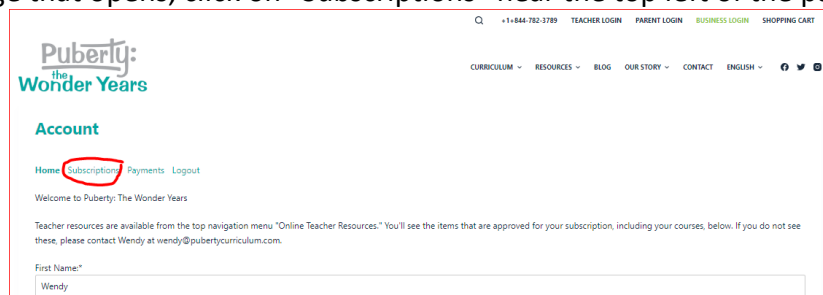 ge that opens, click on "Subscriptions" near the top left of the p
+1+844-782-3789 TEACHER LOGIN PARENT LOGIN BUSINESS LOGIN SHOPPING CART
Puberty:
the
Wonder Years
CURRICULUM RESOURCES BLOG OUR STORY CONTACT ENGLISH
Account
Home Subscriptions Payments Logout
Welcome to Puberty: The Wonder Years
Teacher resources are available from the top navigation menu "Online Teacher Resources." You'll see the items that are approved for your subscription, including your courses, below. If you do not see
these, please contact Wendy at wendy@pubertycurriculum.com.
First Name:*
Wendy